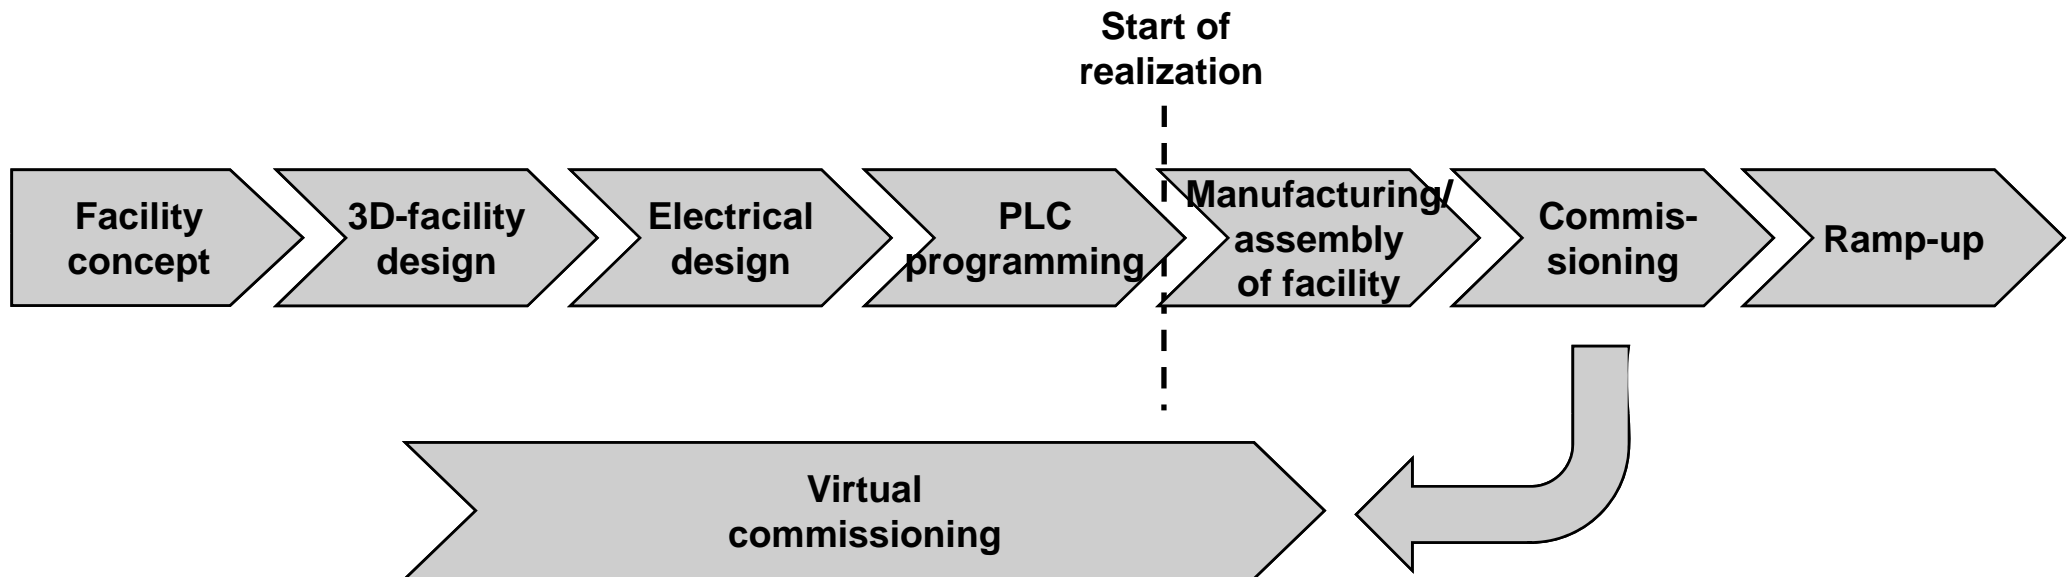 Start of
realization
Facility
concept
3D-facility
design
Electrical
design
PLC
programming
Manufacturing/
assembly
of facility
Commis-
sioning
Ramp-up
Virtual
commissioning